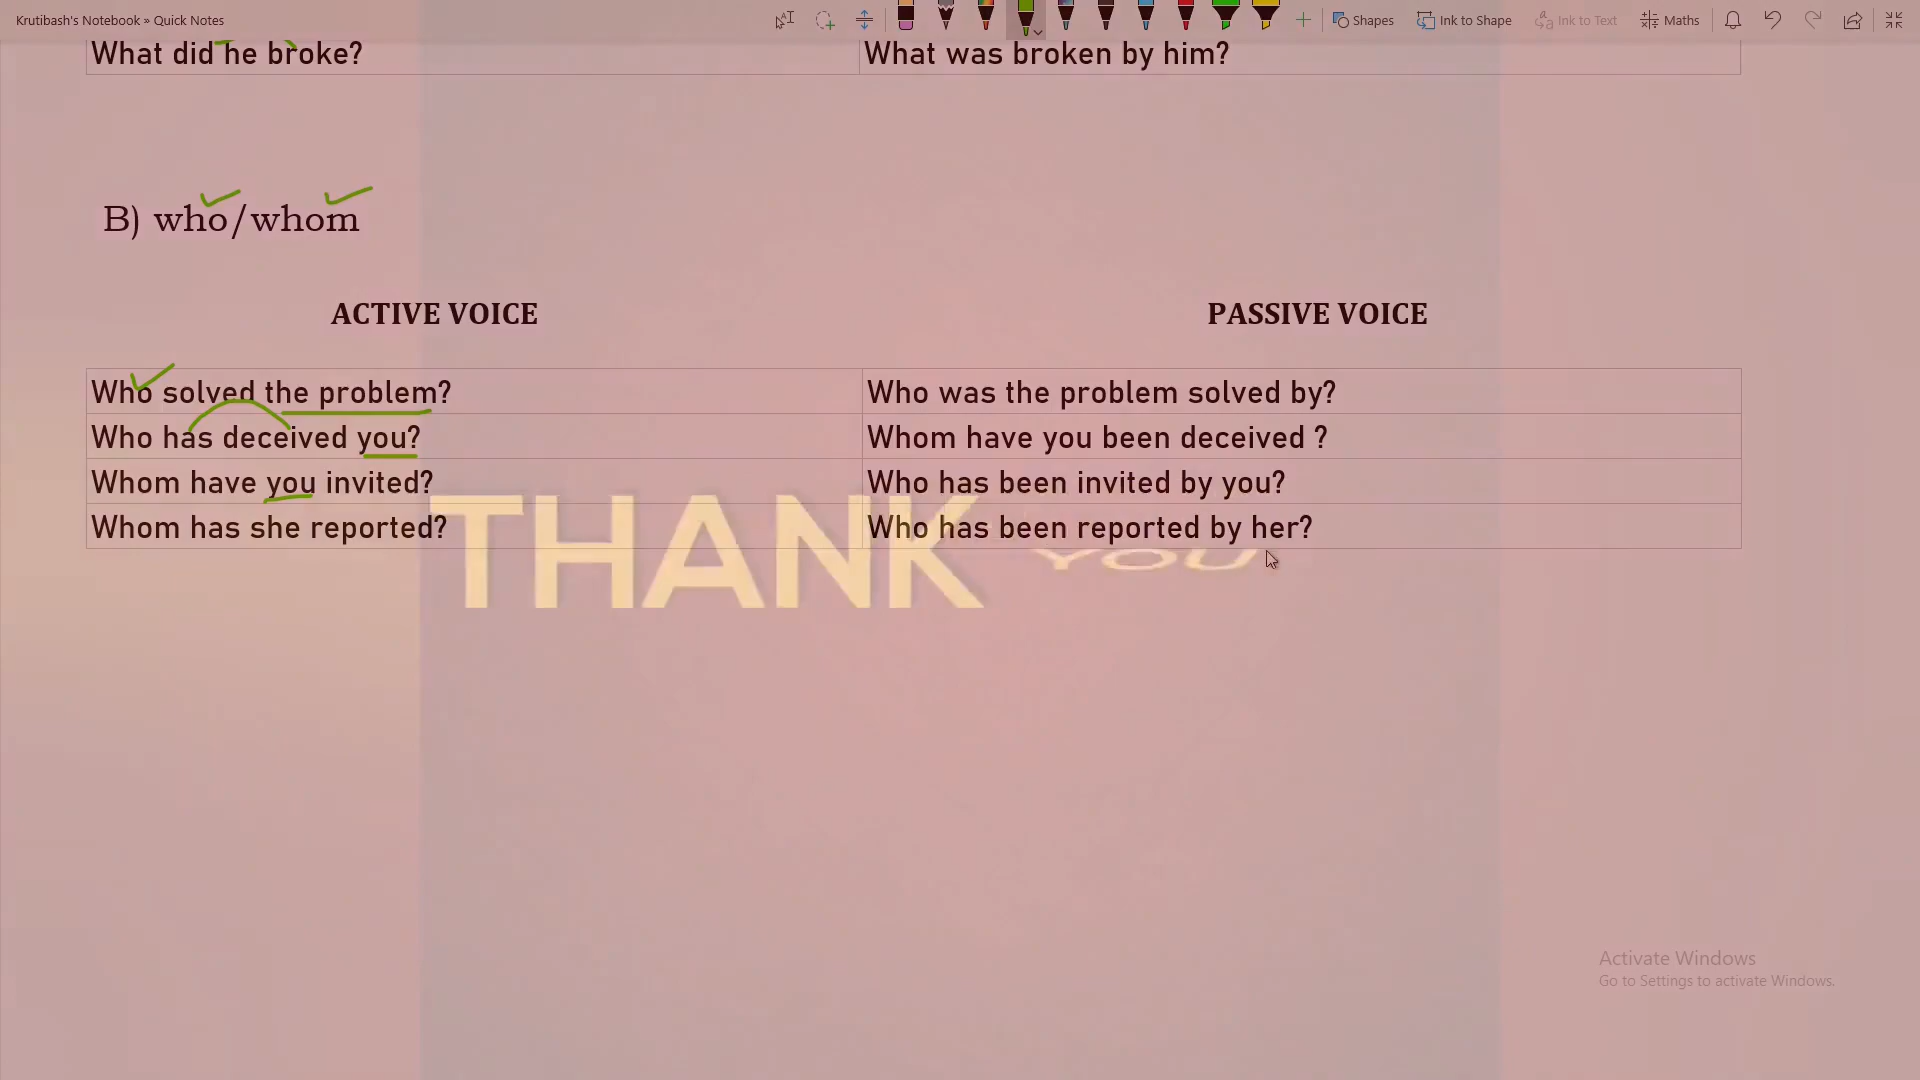 Krutibash's Notebook » Quick Notes
Shapes Ink to Shape Ink to Text Maths
What did he broke? What was broken by him?
B) who/whom
ACTIVE VOICE PASSIVE VOICE
Who solved the problem? Who was the problem solved by?
Who has deceived you? Whom have you been deceived ?
Whom have you invited? Who has been invited by you?
Whom has she reported? Who has been reported by her?
THANK YOU
Activate Windows
Go to Settings to activate Windows.